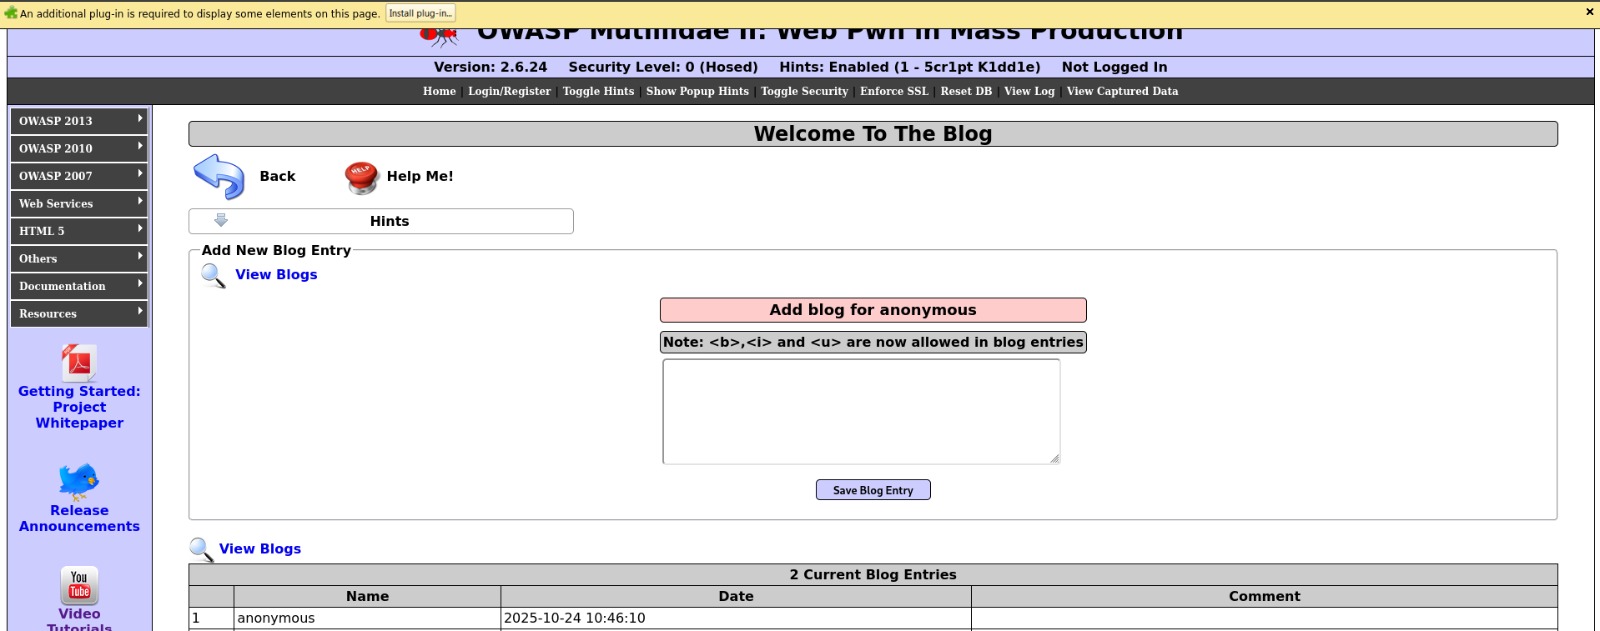 An additional plug-in is required to display some elements on this page. Install plug-in...
OWASP Mutillidae II: Web Pwn in Mass Production
Version: 2.6.24 Security Level: 0 (Hosed) Hints: Enabled (1 - 5cr1pt K1dd1e) Not Logged In
Home | Login/Register | Toggle Hints | Show Popup Hints | Toggle Security | Enforce SSL | Reset DB | View Log | View Captured Data
OWASP 2013
OWASP 2010
OWASP 2007
Web Services
HTML 5
Others
Documentation
Resources
Getting Started:
Project
Whitepaper
Release
Announcements
You
Tube
Video
Tutorials
Welcome To The Blog
Back
HELP
Help Me!
Hints
Add New Blog Entry
View Blogs
Add blog for anonymous
Note: <b>,<i> and <u> are now allowed in blog entries
Save Blog Entry
View Blogs
2 Current Blog Entries
Name Date Comment
1 anonymous 2025-10-24 10:46:10